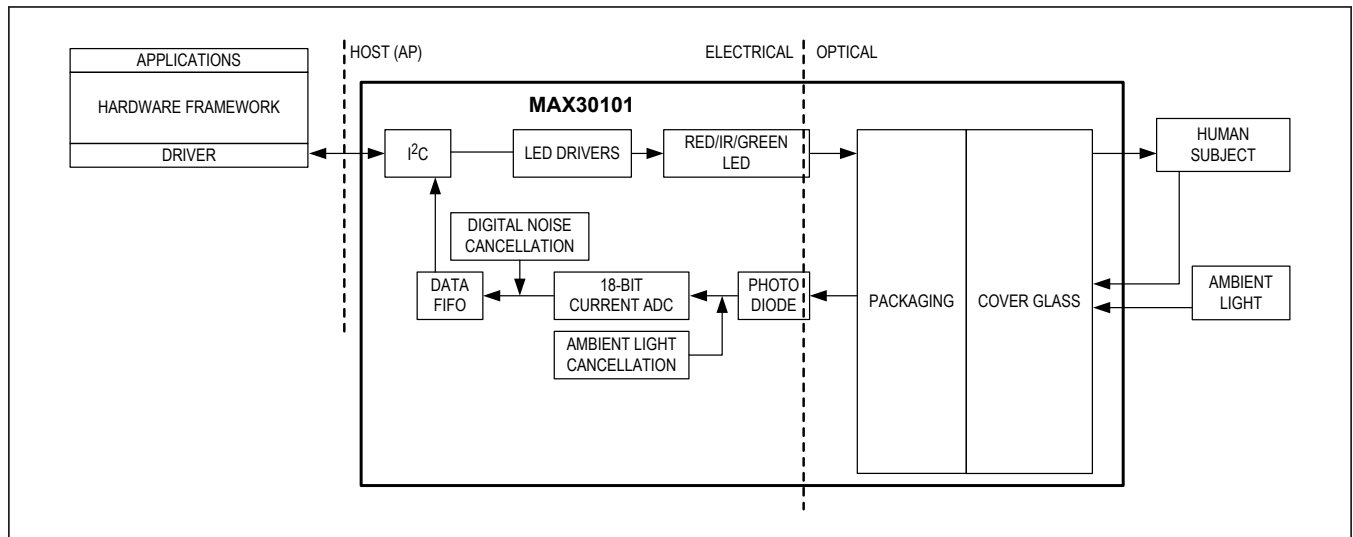 HOST (AP)
ELECTRICAL
OPTICAL
APPLICATIONS
HARDWARE FRAMEWORK
DRIVER
MAX30101
I²C
LED DRIVERS
RED/IR/GREEN
LED
HUMAN
SUBJECT
DIGITAL NOISE
CANCELLATION
DATA
FIFO
18-BIT
CURRENT ADC
PHOTO
DIODE
PACKAGING
COVER GLASS
AMBIENT
LIGHT
AMBIENT LIGHT
CANCELLATION